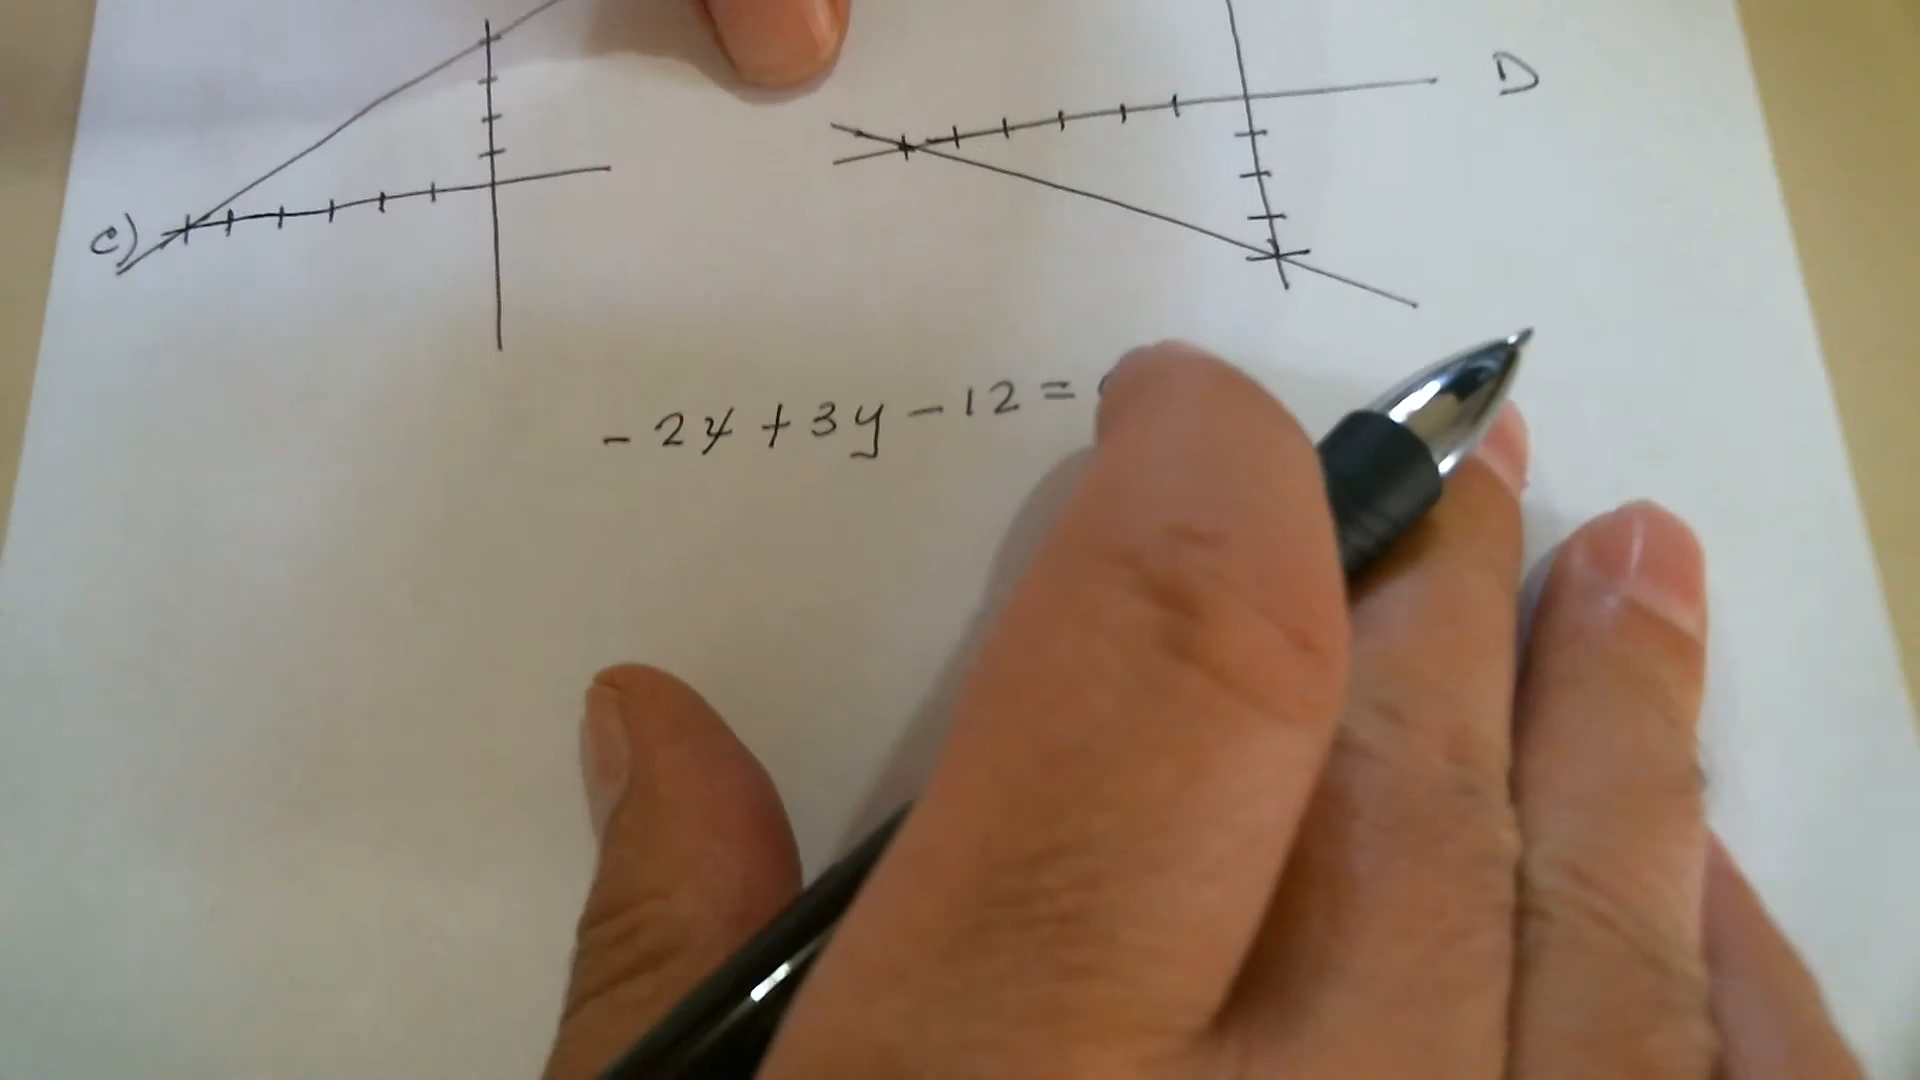 D
C)
- 2x + 3y - 12 =